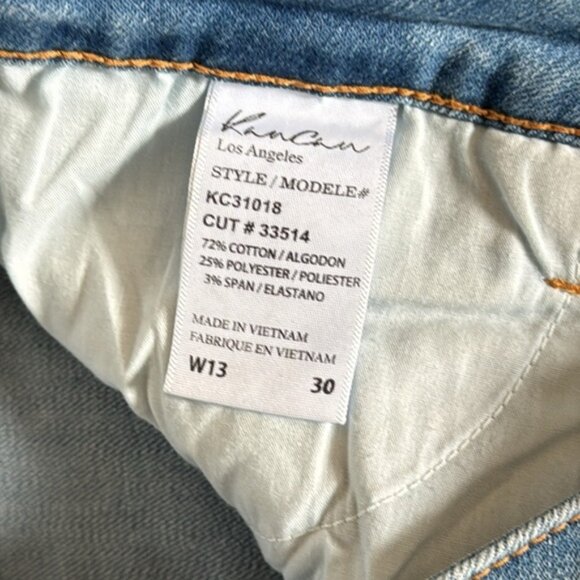 KanCan
Los Angeles
STYLE / MODELE#
KC31018
CUT # 33514
72% COTTON / ALGODON
25% POLYESTER / POLIESTER
3% SPAN / ELASTANO
MADE IN VIETNAM
FABRIQUE EN VIETNAM
W13 30